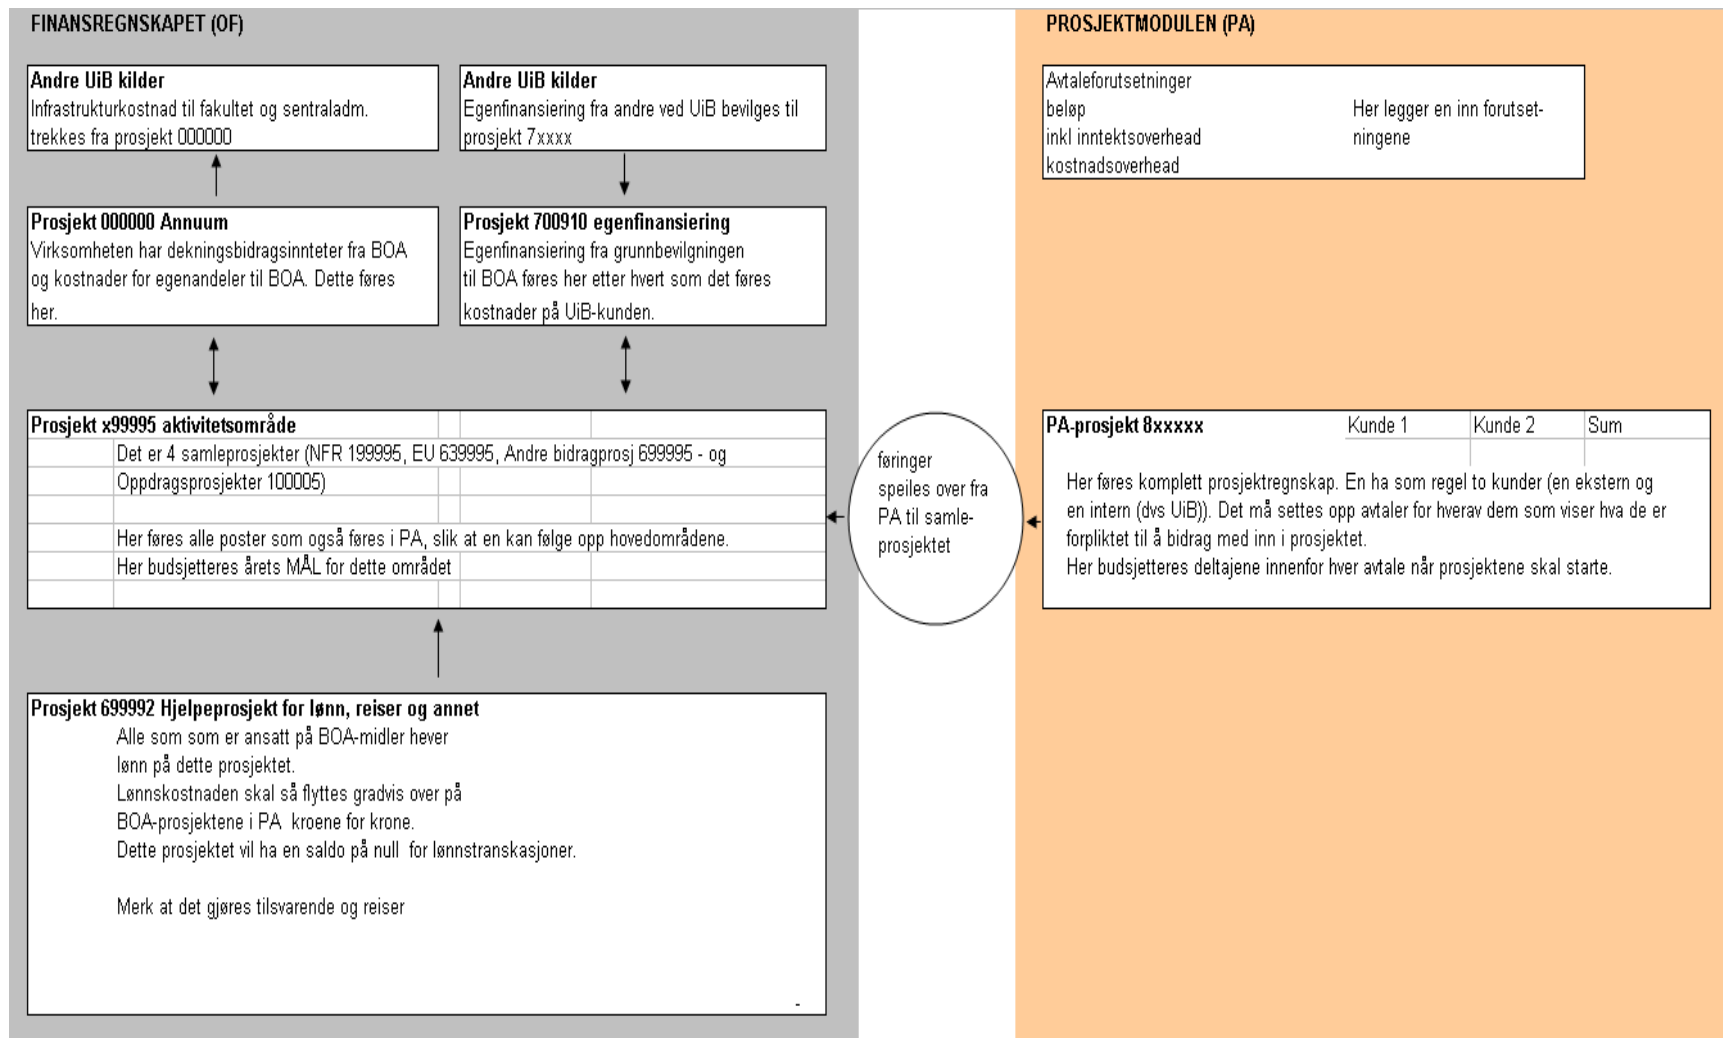 FINANSREGNSKAPET (OF)
Andre UiB kilder
Infrastrukturkostnad til fakultet og sentraladm.
trekkes fra prosjekt 000000
Andre UiB kilder
Egenfinansiering fra andre ved UiB bevilges til
prosjekt 7xxxx
Prosjekt 000000 Annuum
Virksomheten har dekningsbidragsinnteter fra BOA
og kostnader for egenandeler til BOA. Dette føres
her.
Prosjekt 700910 egenfinansiering
Egenfinansiering fra grunnbevilgningen
til BOA føres her etter hvert som det føres
kostnader på UiB-kunden.
Prosjekt x99995 aktivitetsområde
Det er 4 samleprosjekter (NFR 199995, EU 639995, Andre bidragprosj 699995 - og
Oppdragsprosjekter 100005)
Her føres alle poster som også føres i PA, slik at en kan følge opp hovedområdene.
Her budsjetteres årets MÅL for dette området
Prosjekt 699992 Hjelpeprosjekt for lønn, reiser og annet
Alle som som er ansatt på BOA-midler hever
lønn på dette prosjektet.
Lønnskostnaden skal så flyttes gradvis over på
BOA-prosjektene i PA  kroene for krone.
Dette prosjektet vil ha en saldo på null  for lønnstranskasjoner.
Merk at det gjøres tilsvarende og reiser
-
føringer
speiles over fra
PA til samle-
prosjektet
PROSJEKTMODULEN (PA)
Avtaleforutsetninger
beløp
inkl inntektsoverhead
kostnadsoverhead
Her legger en inn forutset-
ningene
PA-prosjekt 8xxxxx Kunde 1 Kunde 2 Sum
Her føres komplett prosjektregnskap. En ha som regel to kunder (en ekstern og
en intern (dvs UiB)). Det må settes opp avtaler for hverav dem som viser hva de er
forpliktet til å bidrag med inn i prosjektet.
Her budsjetteres deltajene innenfor hver avtale når prosjektene skal starte.